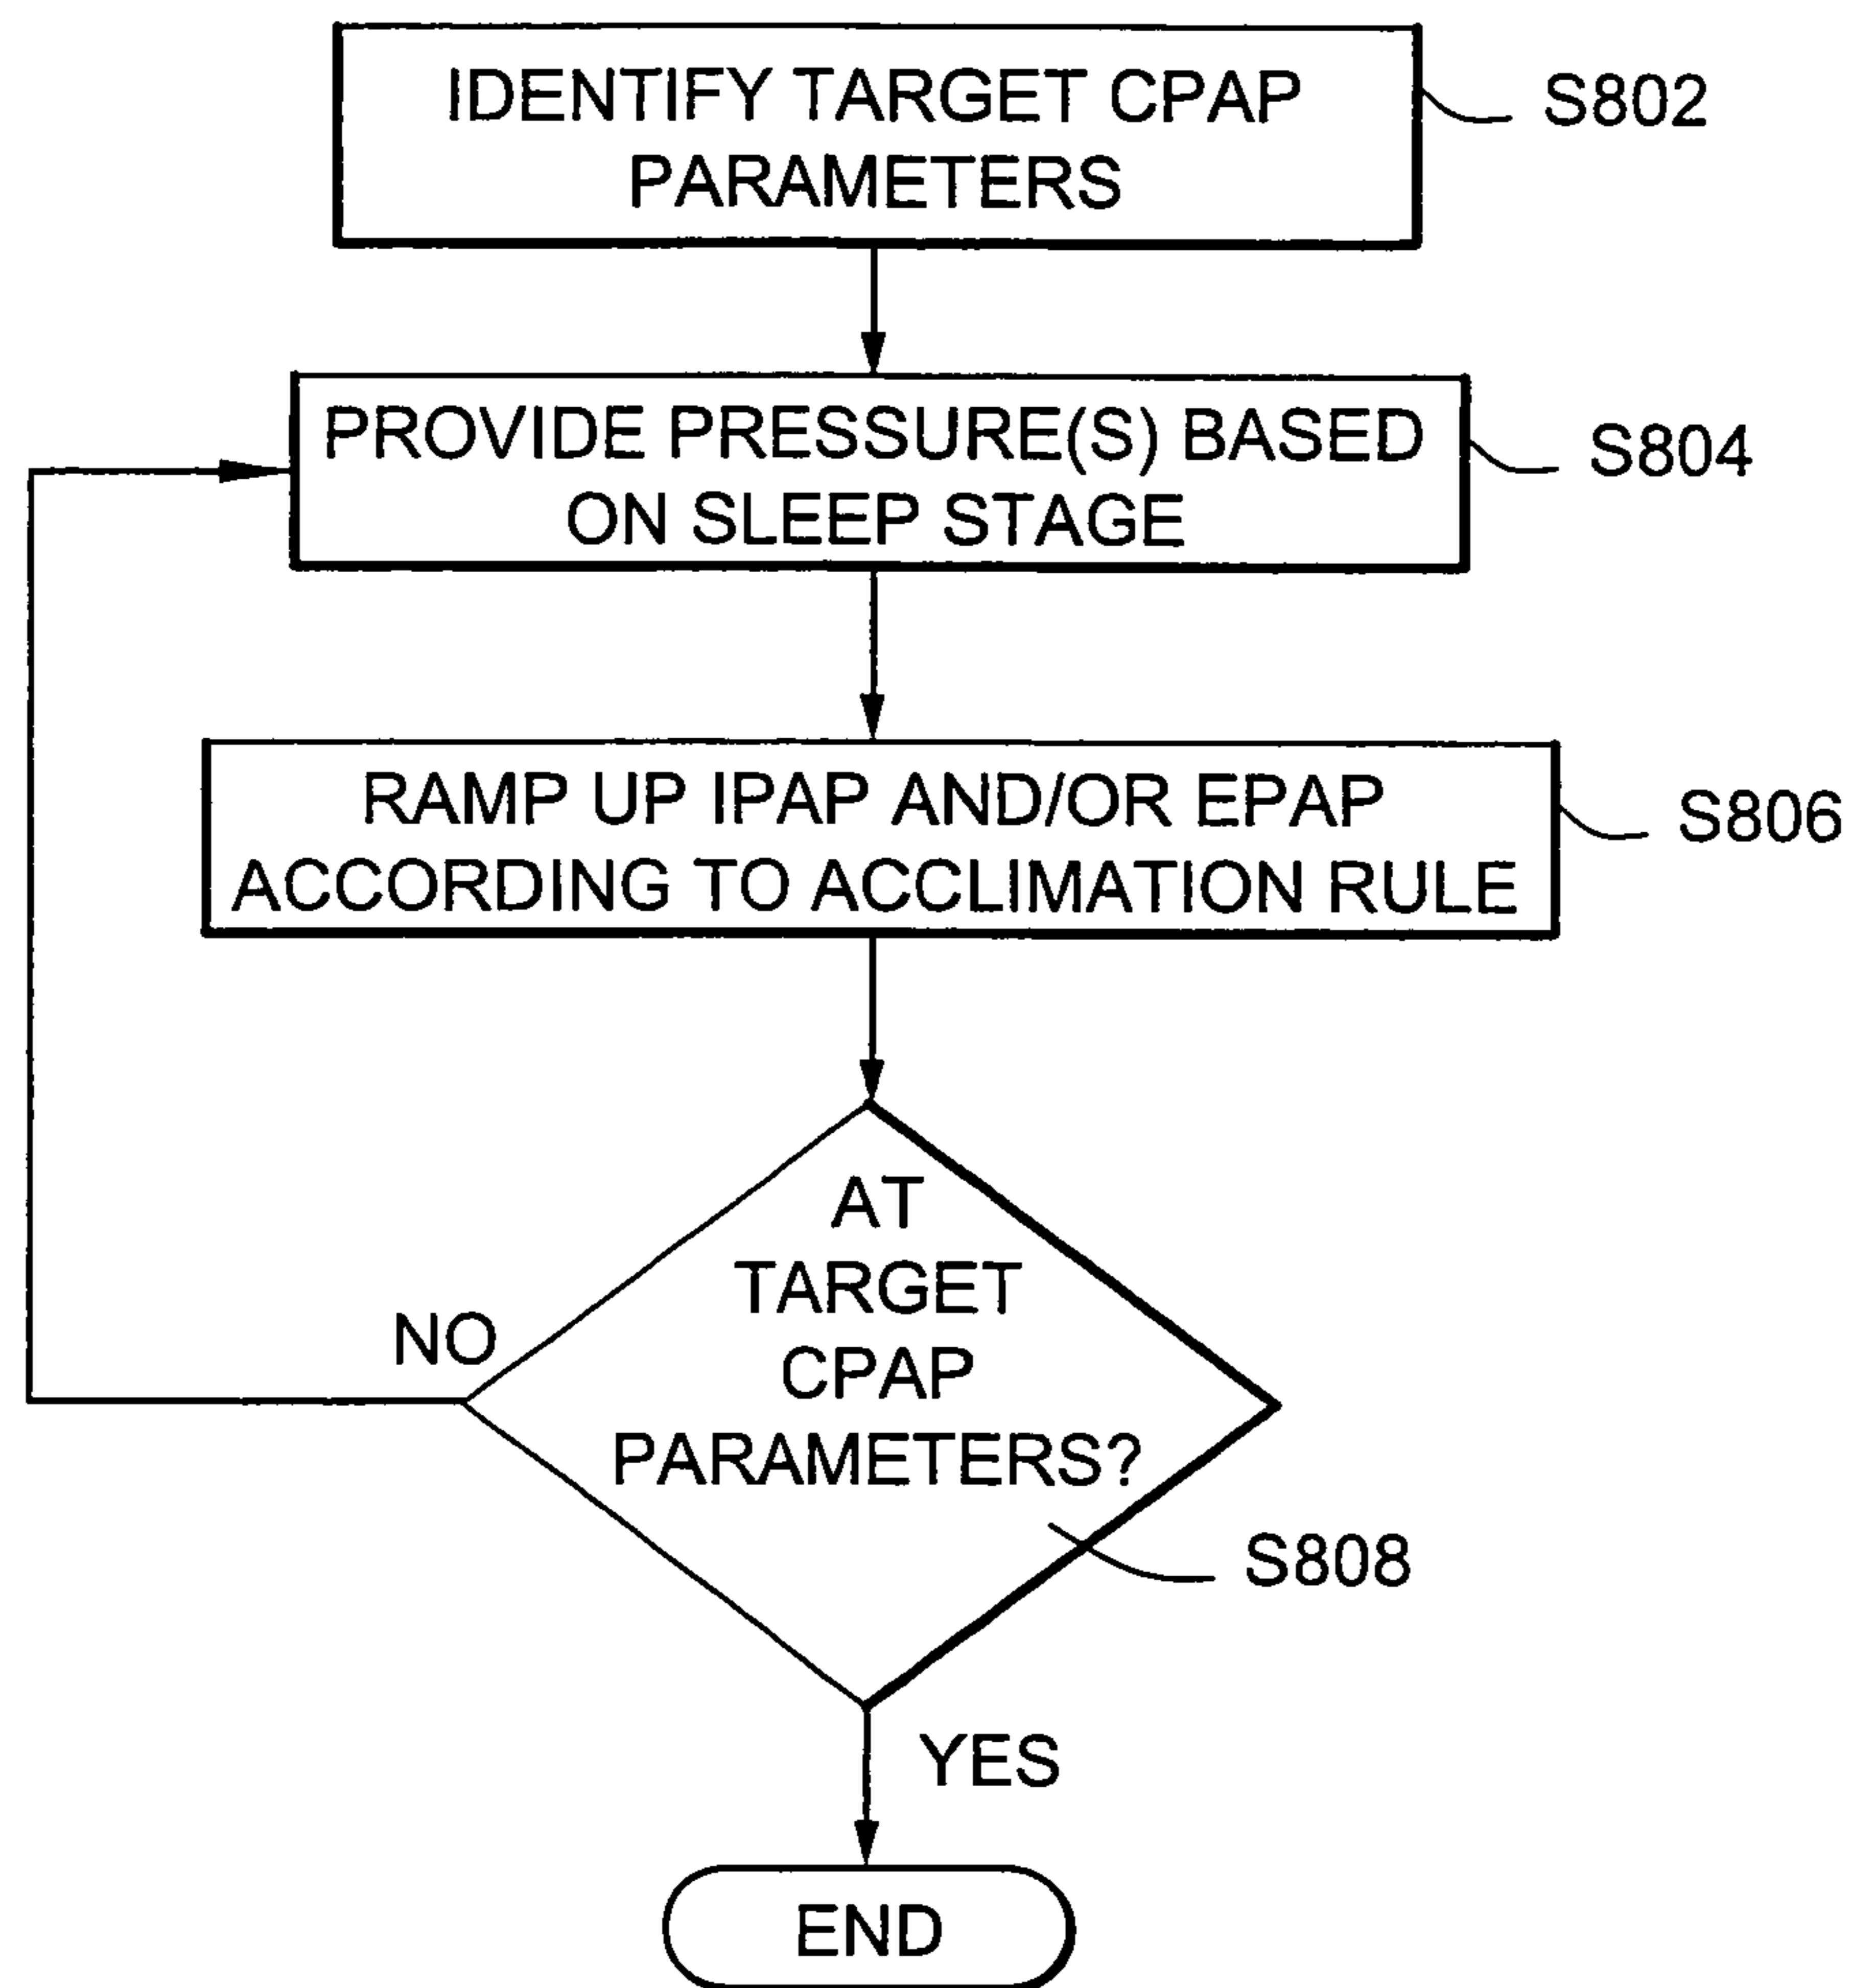 IDENTIFY TARGET CPAP
PARAMETERS
S802
PROVIDE PRESSURE(S) BASED
ON SLEEP STAGE
S804
RAMP UP IPAP AND/OR EPAP
ACCORDING TO ACCLIMATION RULE
S806
AT
TARGET
CPAP
PARAMETERS?
NO
S808
YES
END